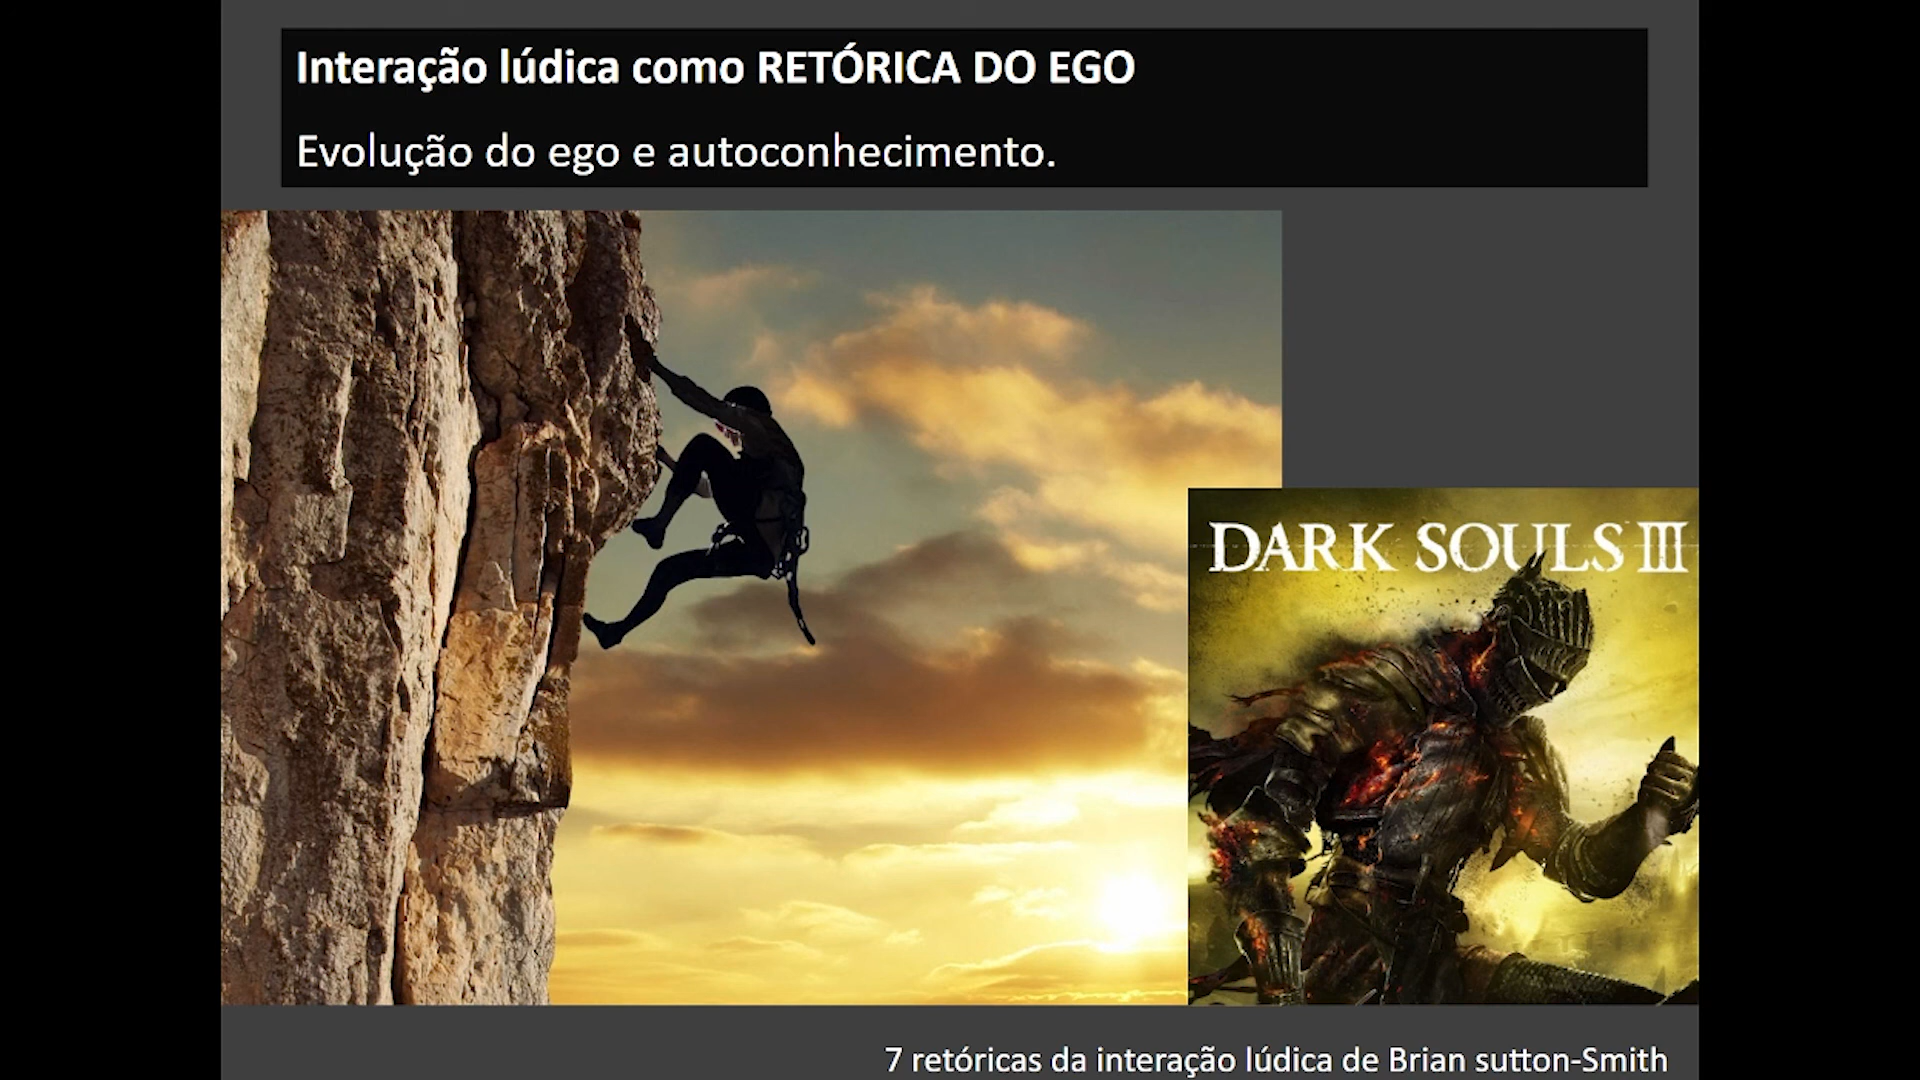 Interação lúdica como RETÓRICA DO EGO
Evolução do ego e autoconhecimento.
DARK SOULS III
7 retóricas da interação lúdica de Brian sutton-Smith